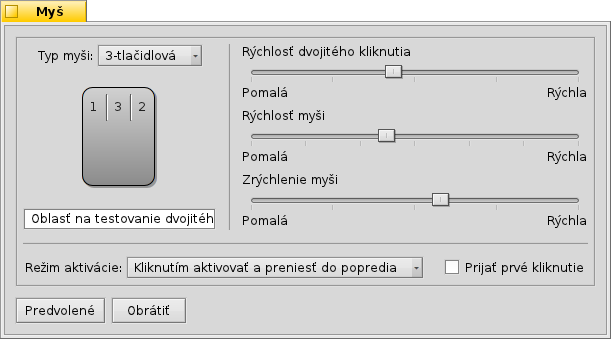 Myš
Typ myši: 3-tlačidlová
1 3 2
Oblasť na testovanie dvojitéh
Rýchlosť dvojitého kliknutia
Pomalá Rýchla
Rýchlosť myši
Pomalá Rýchla
Zrýchlenie myši
Pomalá Rýchla
Režim aktivácie: Kliknutím aktivovať a preniesť do popredia Prijať prvé kliknutie
Predvolené Obrátiť